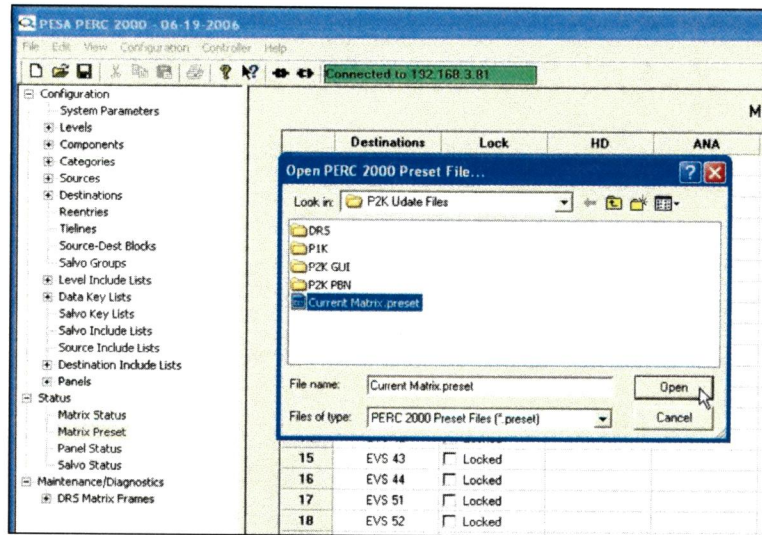 PESA PERC 2000 - 06-19-2006
File Edit View Configuration Controller Help
Connected to 192.168.3.81
Configuration
System Parameters
Levels
Components
Categories
Sources
Destinations
Reentries
Tielines
Source-Dest Blocks
Salvo Groups
Level Include Lists
Data Key Lists
Salvo Key Lists
Salvo Include Lists
Source Include Lists
Destination Include Lists
Panels
Status
Matrix Status
Matrix Preset
Panel Status
Salvo Status
Maintenance/Diagnostics
DRS Matrix Frames
M
Destinations Lock HD ANA
Open PERC 2000 Preset File...
Look in: P2K Udate Files
DRS
P1K
P2K GUI
P2K PBN
Current Matrix.preset
File name: Current Matrix.preset Open
Files of type: PERC 2000 Preset Files (*.preset) Cancel
15 EVS 43 Locked
16 EVS 44 Locked
17 EVS 51 Locked
18 EVS 52 Locked